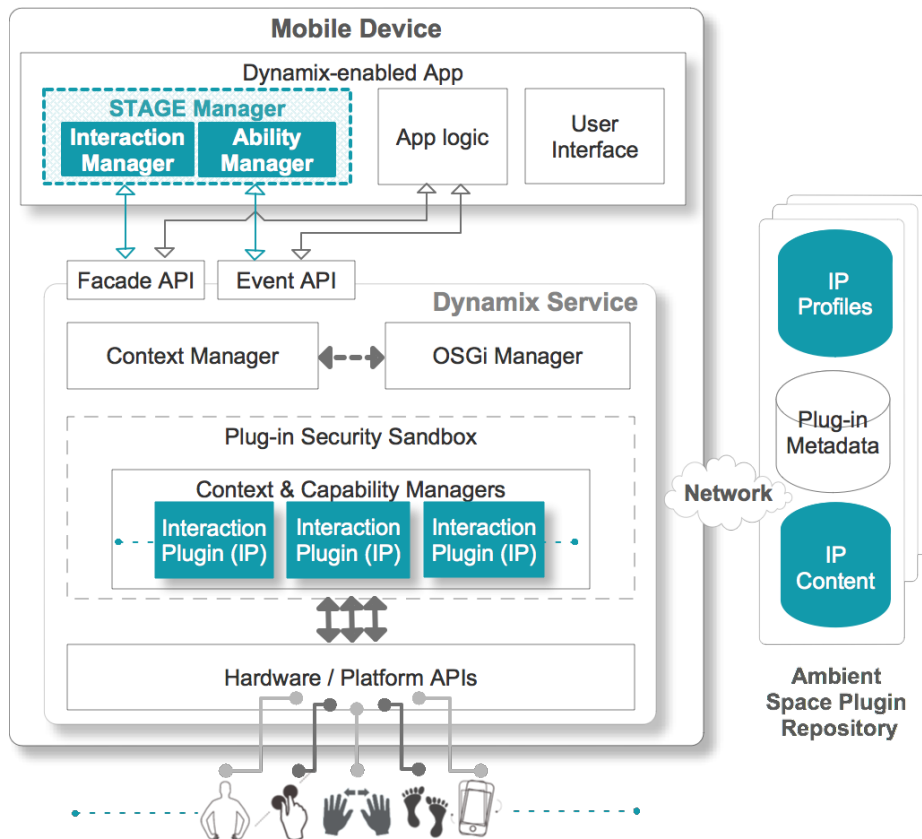 Mobile Device
Dynamix-enabled App
STAGE Manager
Interaction
Manager
Ability
Manager
App logic
User
Interface
Facade API
Event API
Dynamix Service
Context Manager
OSGi Manager
Plug-in Security Sandbox
Context & Capability Managers
Interaction
Plugin (IP)
Interaction
Plugin (IP)
Interaction
Plugin (IP)
Hardware / Platform APIs
Network
IP
Profiles
Plug-in
Metadata
IP
Content
Ambient
Space Plugin
Repository